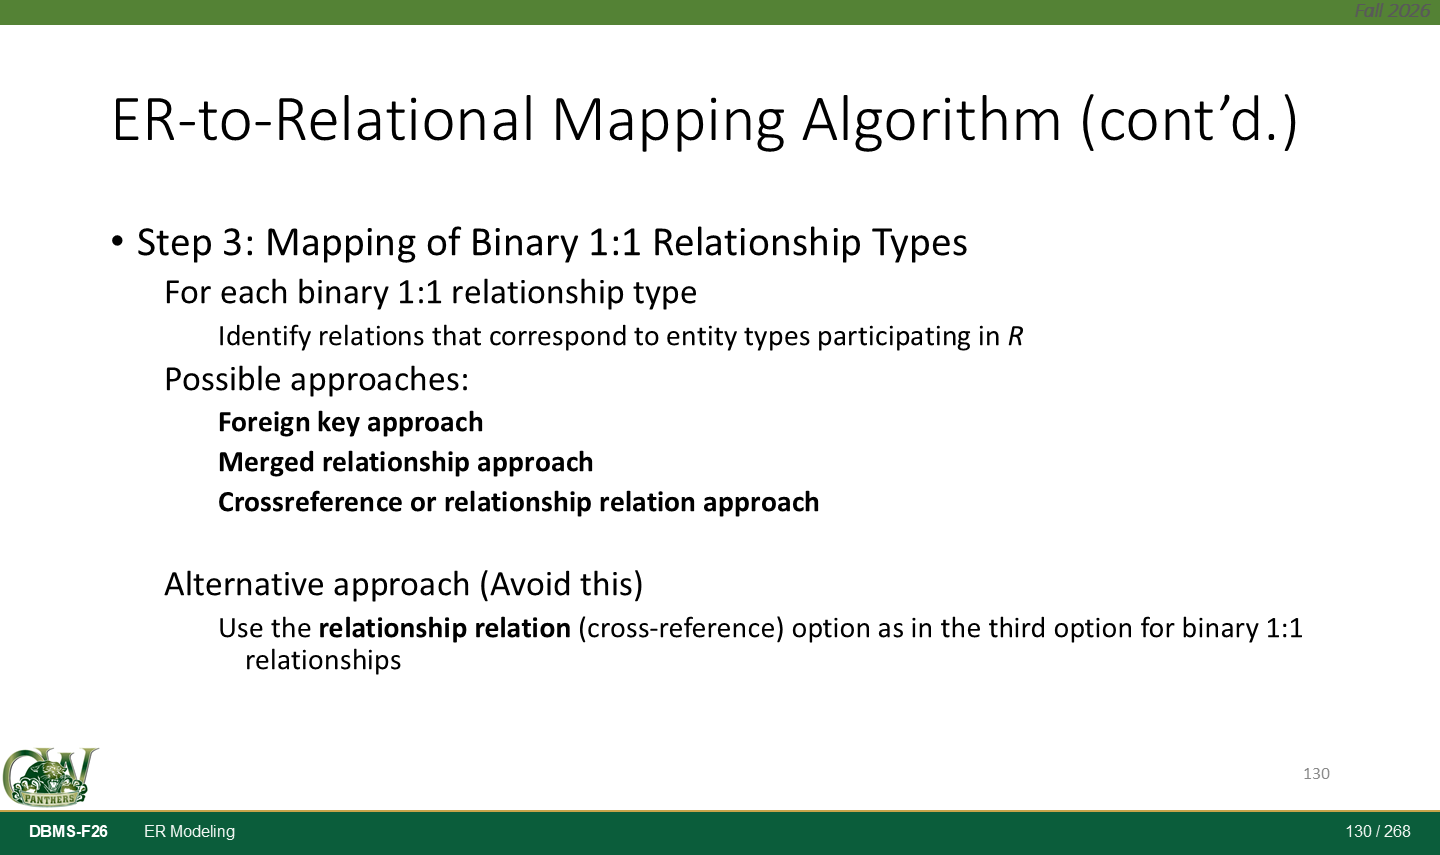 Fall 2026
ER-to-Relational Mapping Algorithm (cont’d.)
• Step 3: Mapping of Binary 1:1 Relationship Types
For each binary 1:1 relationship type
Identify relations that correspond to entity types participating in R
Possible approaches:
Foreign key approach
Merged relationship approach
Crossreference or relationship relation approach
Alternative approach (Avoid this)
Use the relationship relation (cross-reference) option as in the third option for binary 1:1
relationships
OW
PANTHERS
130
DBMS-F26 ER Modeling 130 / 268